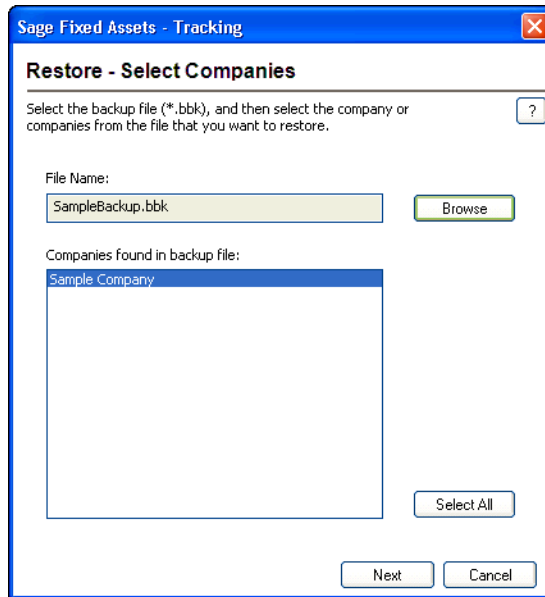 Sage Fixed Assets - Tracking
Restore - Select Companies
Select the backup file (*.bbk), and then select the company or
companies from the file that you want to restore.
?
File Name:
SampleBackup.bbk
Browse
Companies found in backup file:
Sample Company
Select All
Next
Cancel